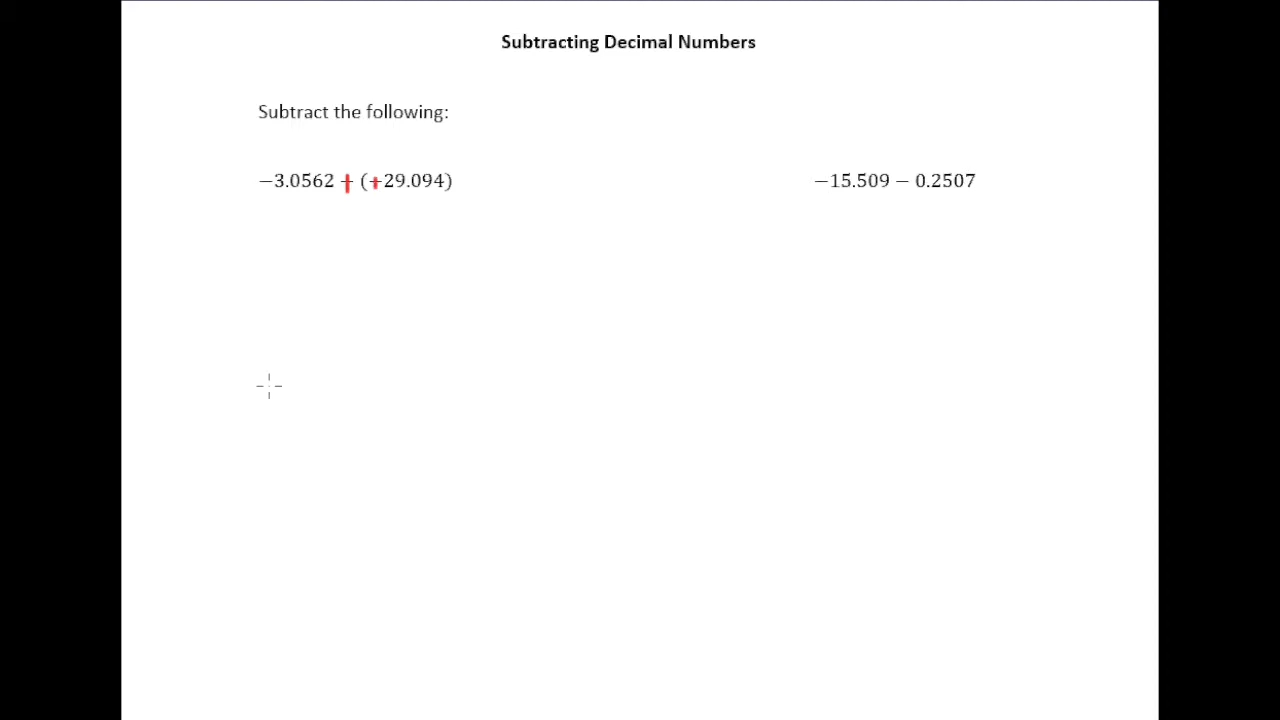 Subtracting Decimal Numbers
Subtract the following:
−3.0562 + (+29.094)
−15.509 − 0.2507